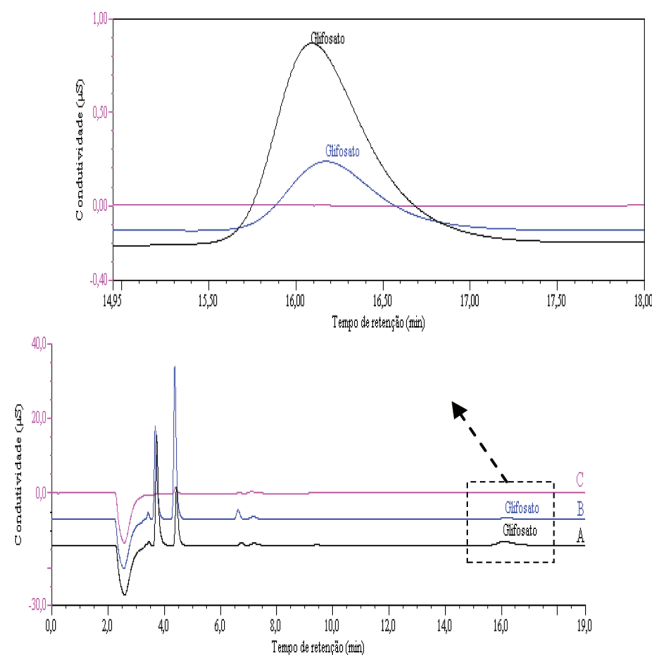 1,00
0,50
0,00
-0,40
Condutividade (µS)
Glifosato
Glifosato
14,95
15,50
16,00
16,50
17,00
17,50
18,00
Tempo de retenção (min)
40,0
20,0
0,0
-30,0
Condutividade (µS)
C
Glifosato
B
Glifosato
A
0,0
2,0
4,0
6,0
8,0
10,0
12,0
14,0
16,0
19,0
Tempo de retenção (min)